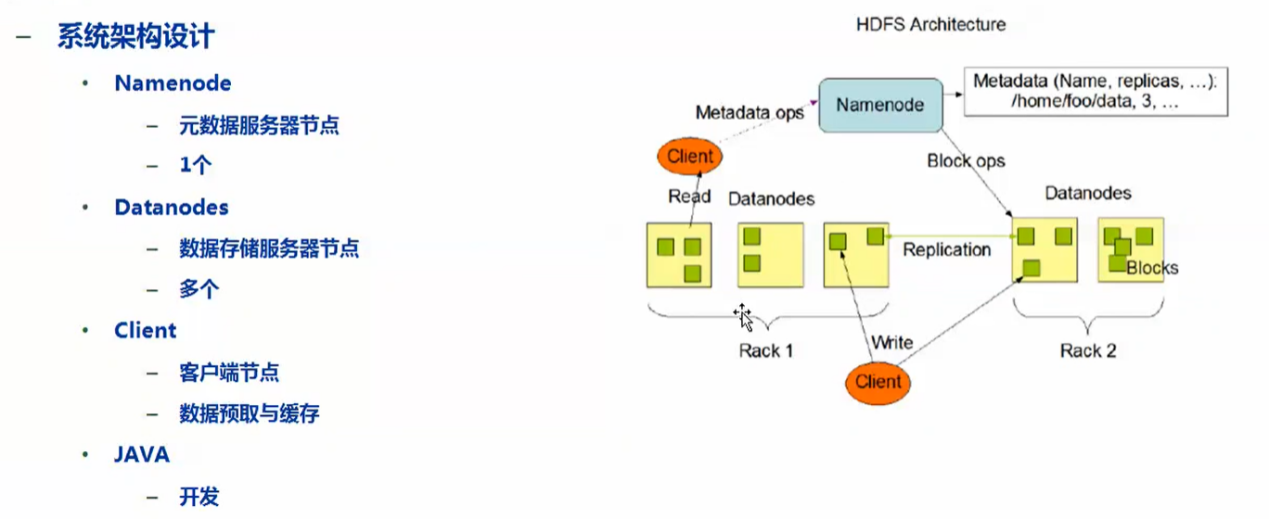 – 系统架构设计
• Namenode
– 元数据服务器节点
– 1个
• Datanodes
– 数据存储服务器节点
– 多个
• Client
– 客户端节点
– 数据预取与缓存
• JAVA
– 开发
HDFS Architecture
Metadata (Name, replicas, ...):
/home/foo/data, 3, ...
Namenode
Metadata ops
Client
Block ops
Read
Datanodes
Datanodes
Replication
Blocks
Rack 1
Write
Rack 2
Client